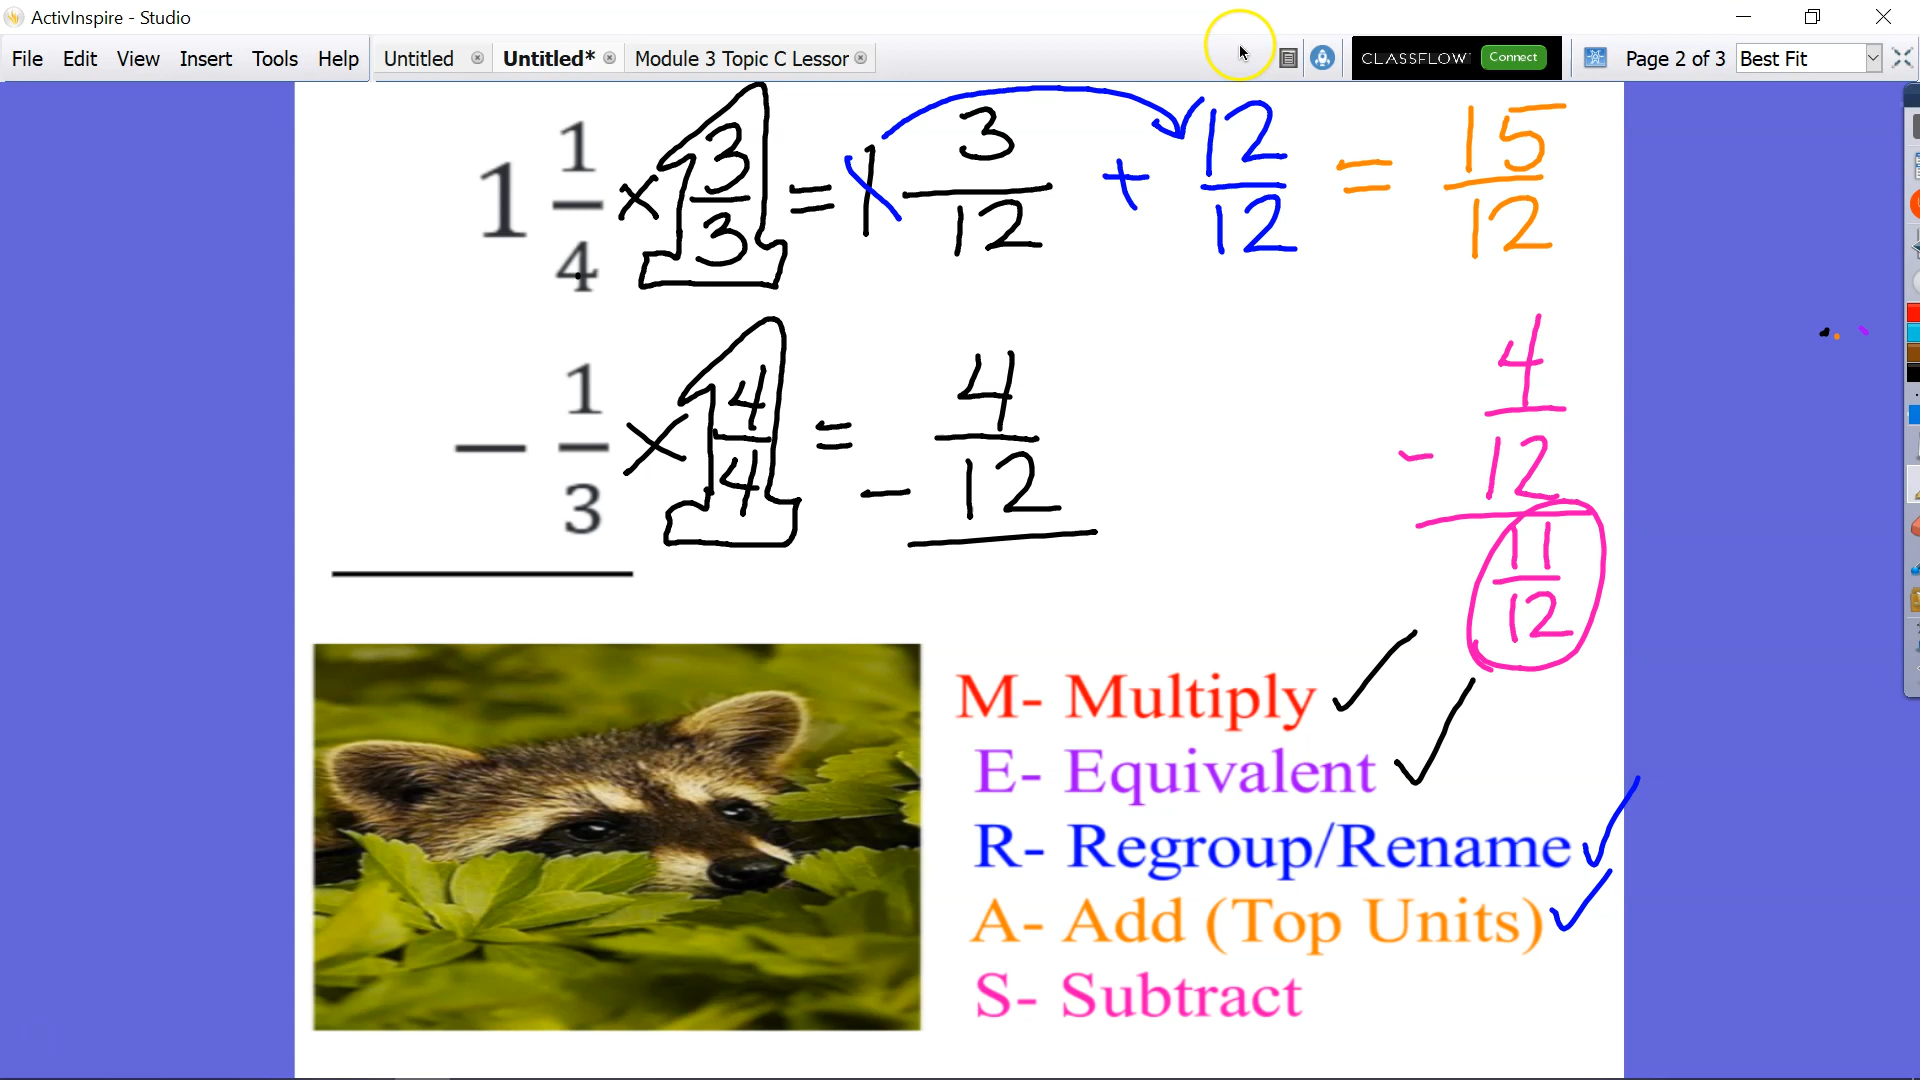 ActivInspire - Studio
File Edit View Insert Tools Help Untitled Untitled* Module 3 Topic C Lessor CLASSFLOW Connect Page 2 of 3 Best Fit
1 1/4 × 3/3 = 1 3/12 + 12/12 = 15/12
- 1/3 × 4/4 = - 4/12
- 4/12
11/12
M- Multiply ✓
E- Equivalent ✓
R- Regroup/Rename ✓
A- Add (Top Units) ✓
S- Subtract